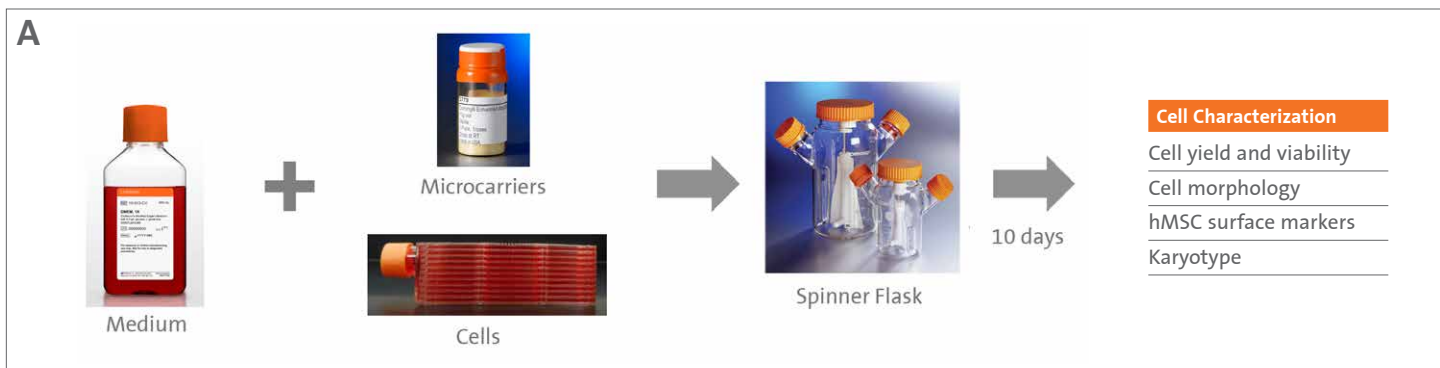 A
Medium
Microcarriers
Cells
Spinner Flask
10 days
Cell Characterization
Cell yield and viability
Cell morphology
hMSC surface markers
Karyotype